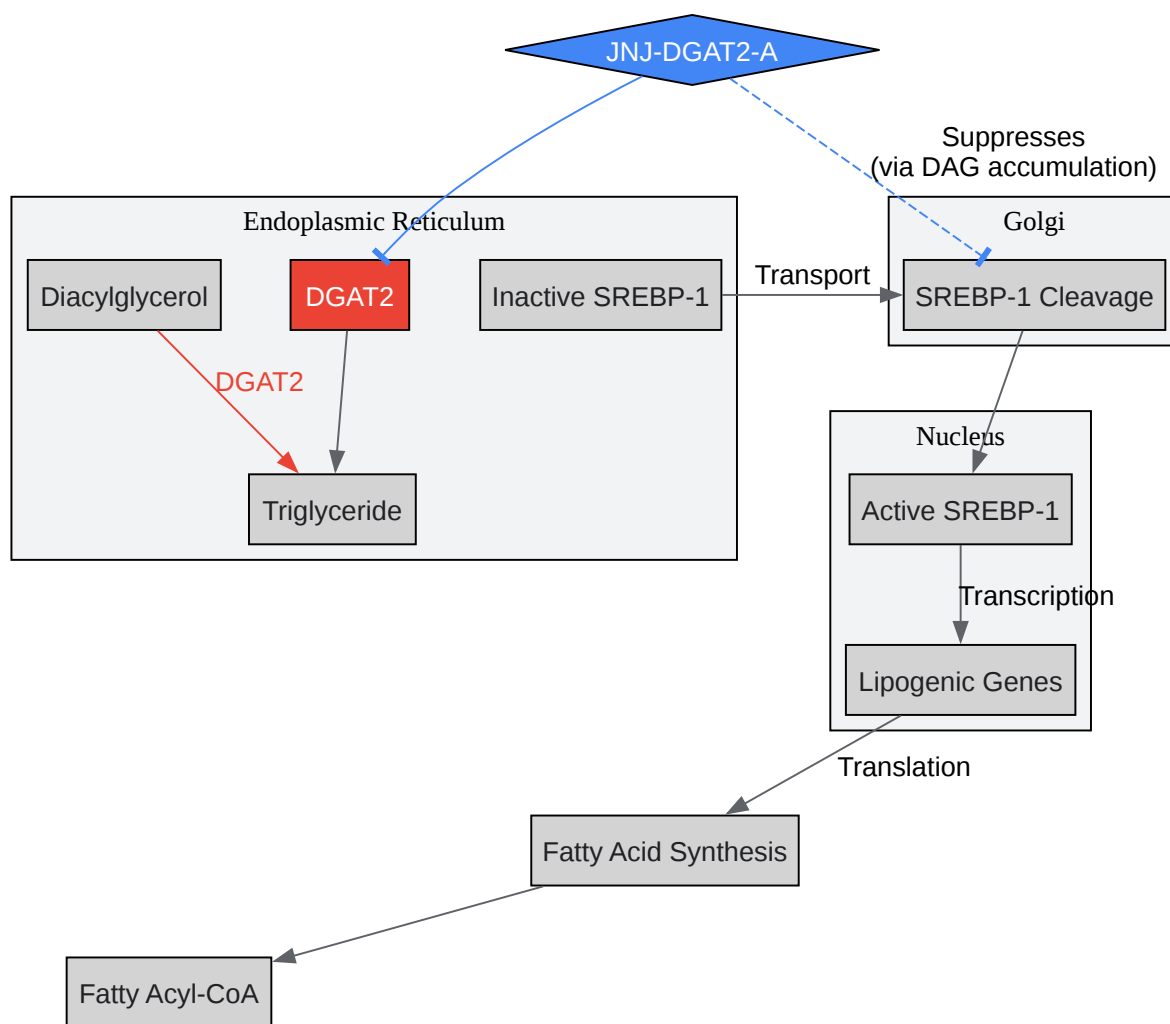 JNJ-DGAT2-A
Suppresses
(via DAG accumulation)
Endoplasmic Reticulum
Golgi
Diacylglycerol
DGAT2
Inactive SREBP-1
Transport
SREBP-1 Cleavage
DGAT2
Nucleus
Triglyceride
Active SREBP-1
Transcription
Lipogenic Genes
Translation
Fatty Acid Synthesis
Fatty Acyl-CoA